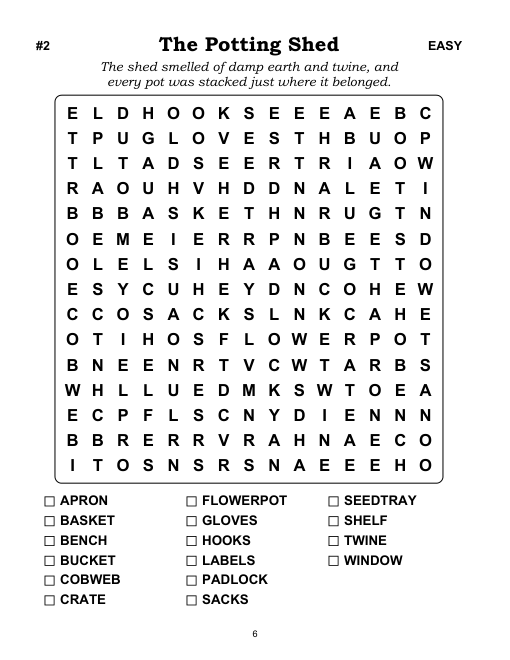 #2
The Potting Shed
EASY
The shed smelled of damp earth and twine, and
every pot was stacked just where it belonged.
E L D H O O K S E E E A E B C
T P U G L O V E S T H B U O P
T L T A D S E E R T R I A O W
R A O U H V H D D N A L E T I
B B B A S K E T H N R U G T N
O E M E I E R R P N B E E S D
O L E L S I H A A O U G T T O
E S Y C U H E Y D N C O H E W
C C O S A C K S L N K C A H E
O T I H O S F L O W E R P O T
B N E E N R T V C W T A R B S
W H L L U E D M K S W T O E A
E C P F L S C N Y D I E N N N
B B R E R R V R A H N A E C O
I T O S N S R S N A E E E H O
APRON
BASKET
BENCH
BUCKET
COBWEB
CRATE
FLOWERPOT
GLOVES
HOOKS
LABELS
PADLOCK
SACKS
SEEDTRAY
SHELF
TWINE
WINDOW
6